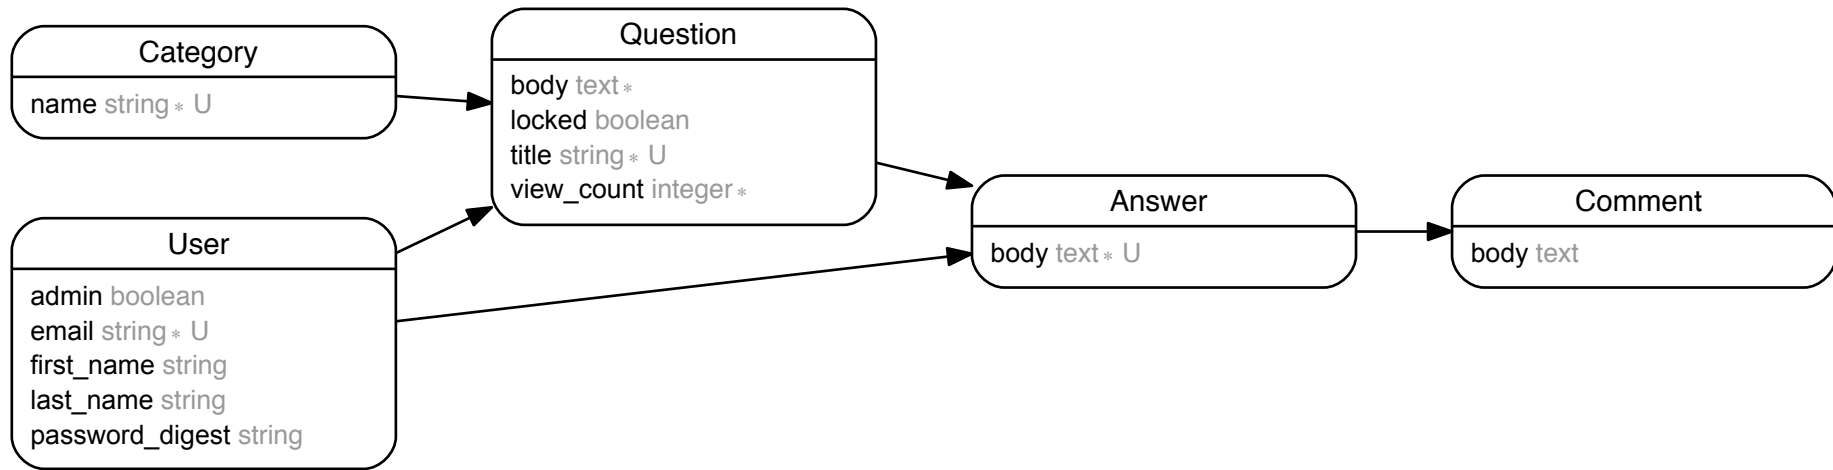 Category
name string* U
User
admin boolean
email string* U
first_name string
last_name string
password_digest string
Question
body text*
locked boolean
title string* U
view_count integer*
Answer
body text* U
Comment
body text